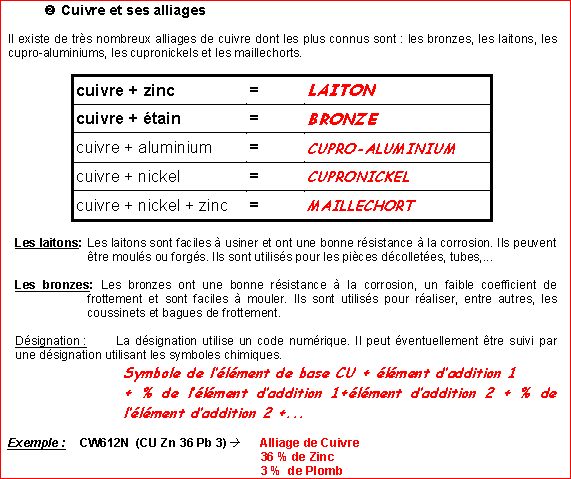 ❷ Cuivre et ses alliages
Il existe de très nombreux alliages de cuivre dont les plus connus sont : les bronzes, les laitons, les
cupro-aluminiums, les cupronickels et les maillechorts.
cuivre + zinc = LAITON
cuivre + étain = BRONZE
cuivre + aluminium = CUPRO-ALUMINIUM
cuivre + nickel = CUPRONICKEL
cuivre + nickel + zinc = MAILLECHORT
Les laitons: Les laitons sont faciles à usiner et ont une bonne résistance à la corrosion. Ils peuvent
être moulés ou forgés. Ils sont utilisés pour les pièces décolletées, tubes,...
Les bronzes: Les bronzes ont une bonne résistance à la corrosion, un faible coefficient de
frottement et sont faciles à mouler. Ils sont utilisés pour réaliser, entre autres, les
coussinets et bagues de frottement.
Désignation : La désignation utilise un code numérique. Il peut éventuellement être suivi par
une désignation utilisant les symboles chimiques.
Symbole de l'élément de base CU + élément d'addition 1
+ % de l'élément d'addition 1+élément d'addition 2 + % de
l'élément d'addition 2 +...
Exemple : CW612N (CU Zn 36 Pb 3) → Alliage de Cuivre
36 % de Zinc
3 % de Plomb